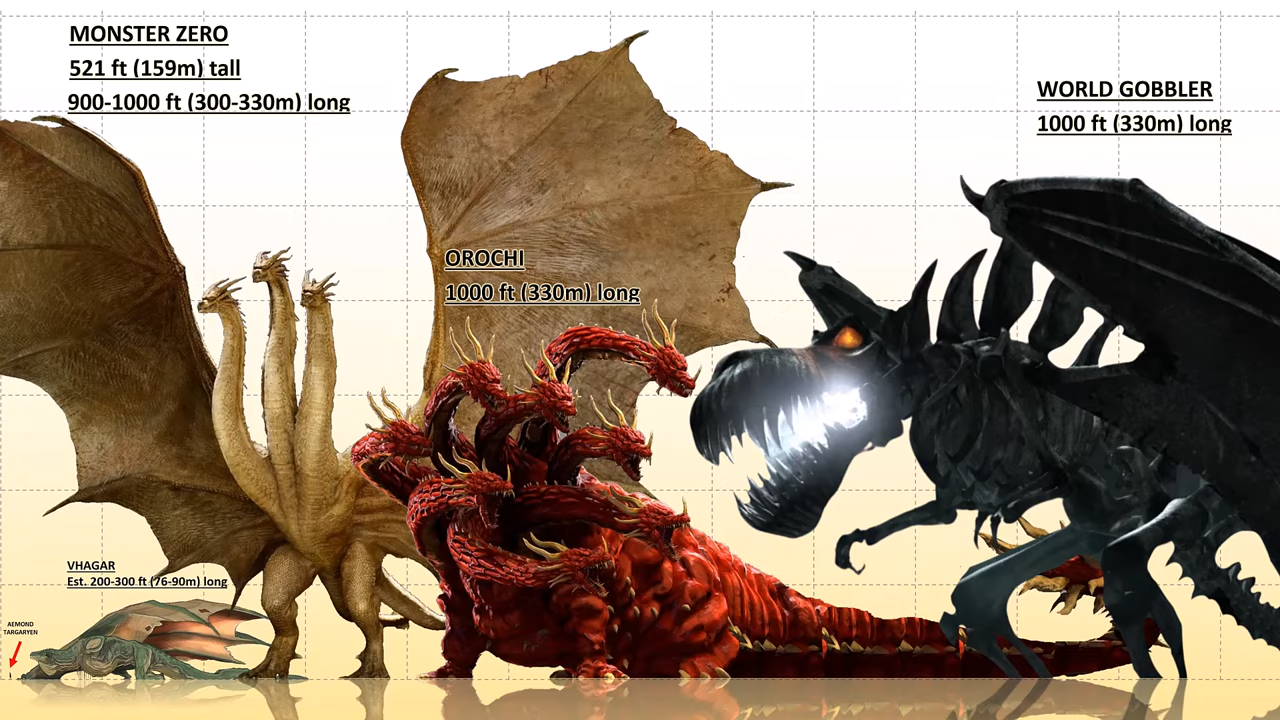 MONSTER ZERO
521 ft (159m) tall
900-1000 ft (300-330m) long
WORLD GOBBLER
1000 ft (330m) long
OROCHI
1000 ft (330m) long
VHAGAR
Est. 200-300 ft (76-90m) long
AEMOND
TARGARYEN